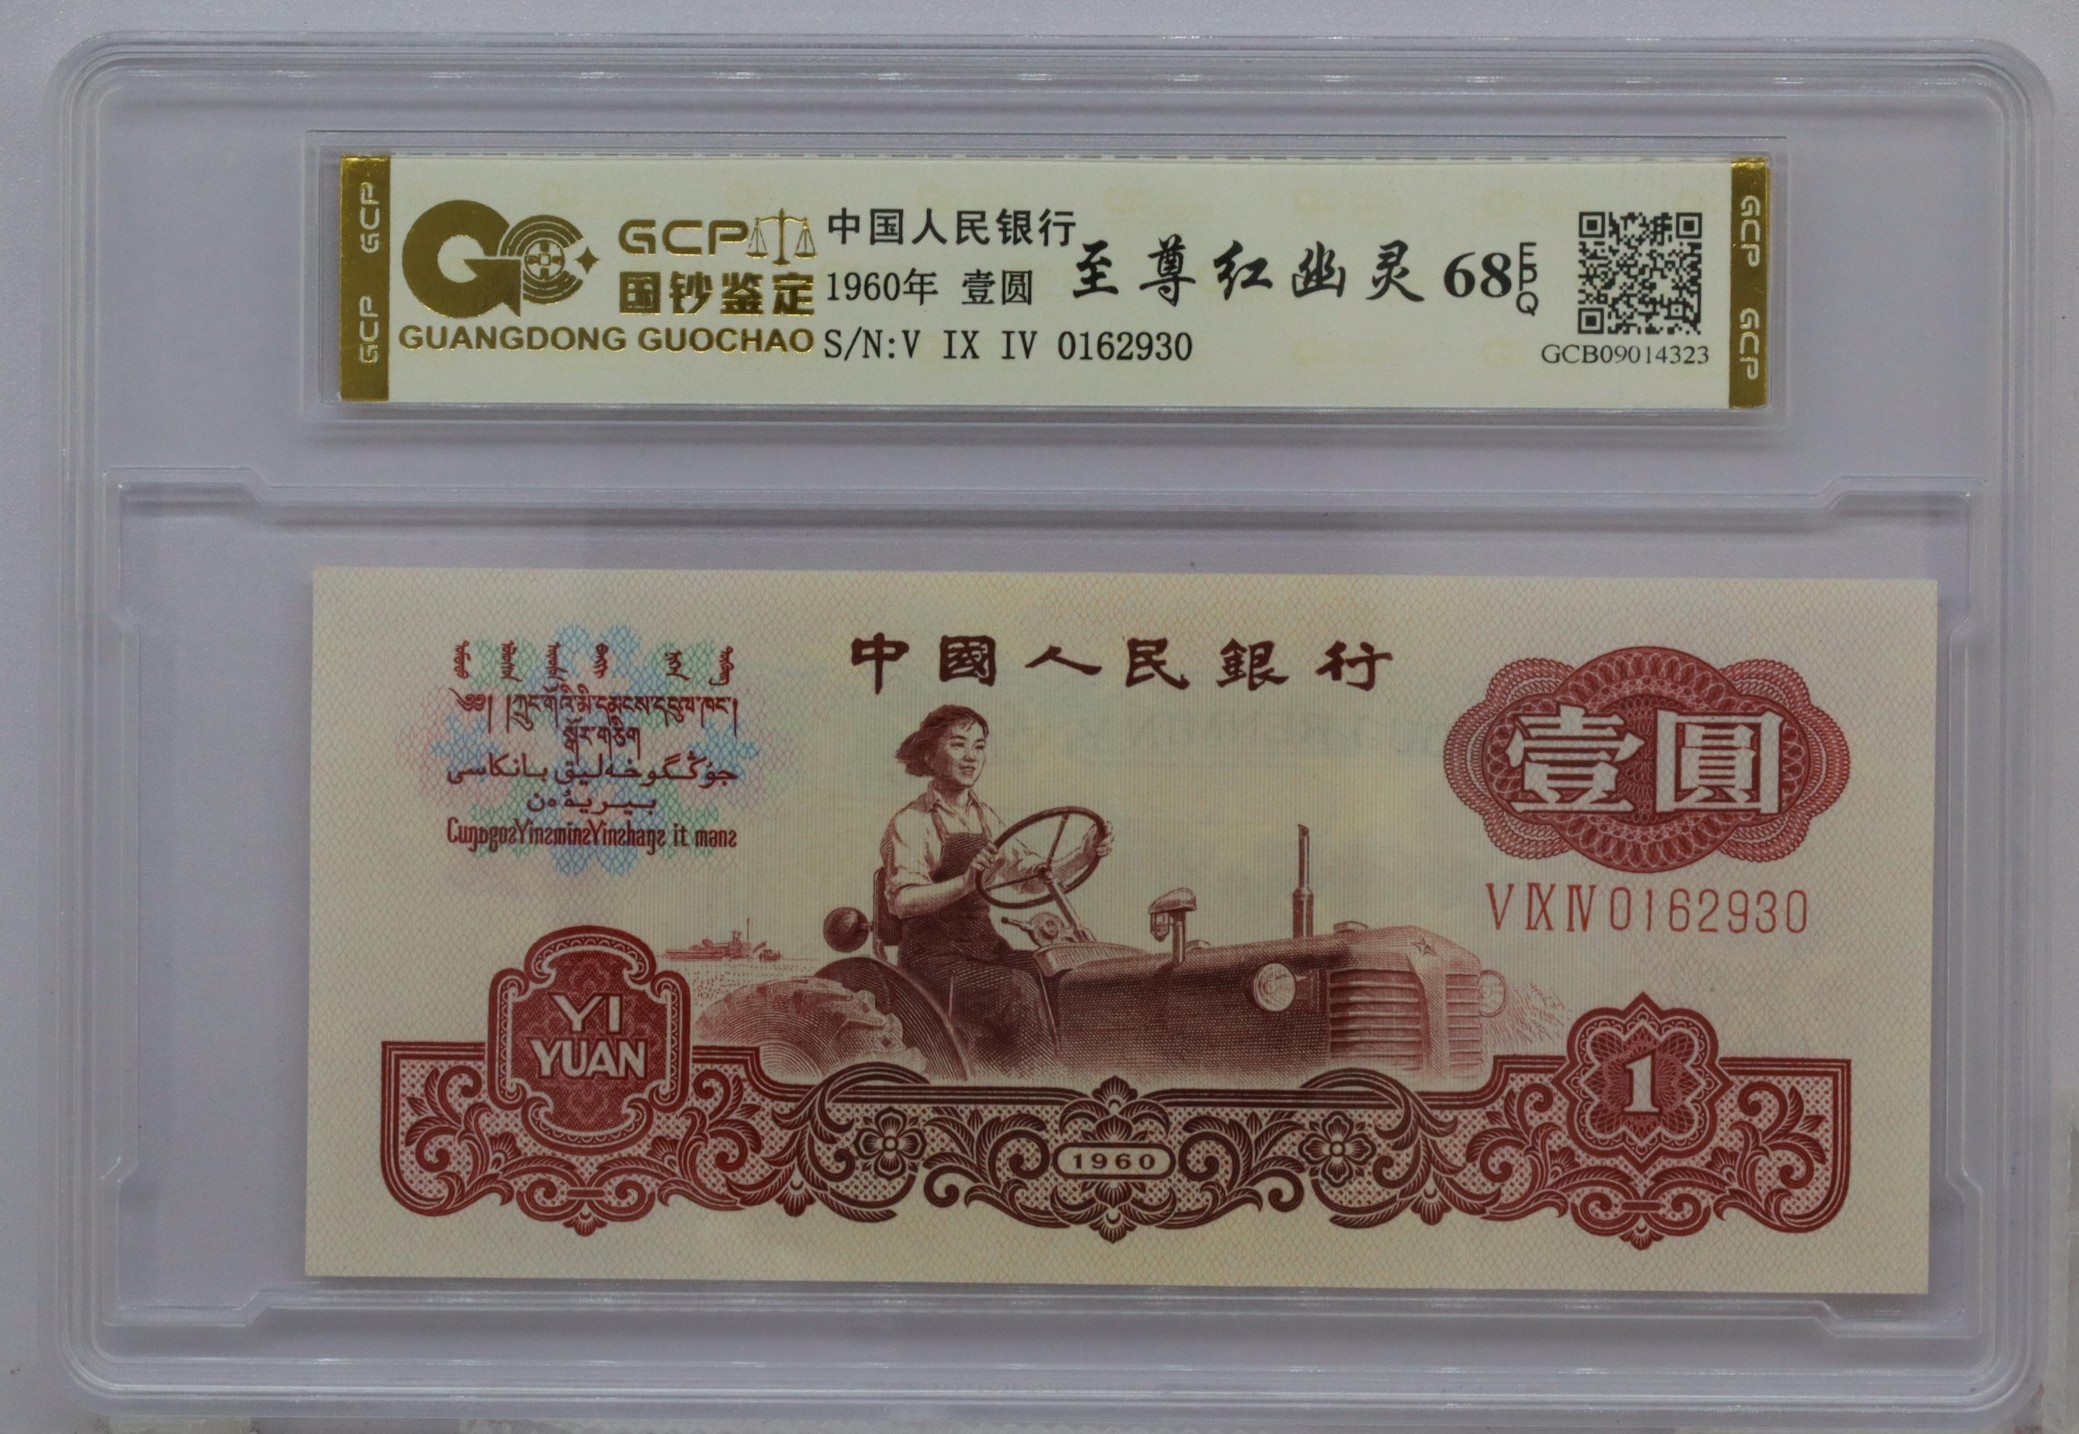 GCP
GCP
GCP
国钞鉴定
GUANGDONG GUOCHAO
中国人民银行
1960年 壹圆
S/N:V IX IV 0162930
至尊红幽灵 68 EPQ
GCB09014323
GCP
GCP
中國人民銀行
壹圓
ⅤⅨⅣ0162930
YI
YUAN
1960
1